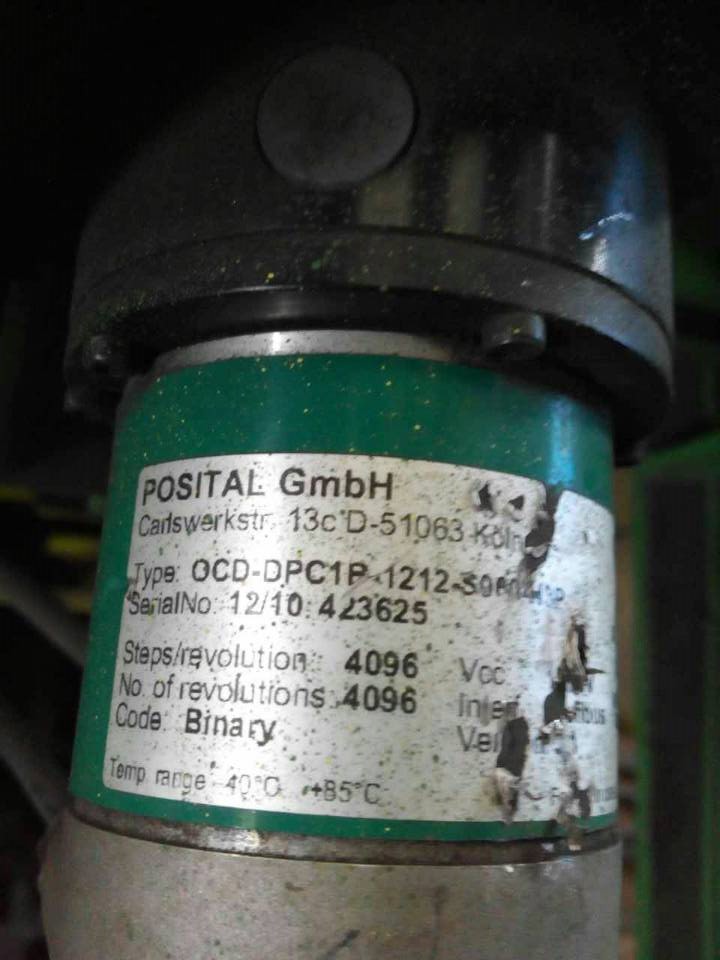 POSITAL GmbH
Carlswerkstr. 13c D-51063 Köln
Type: OCD-DPC1B-1212-
SerialNo: 12/10 423625
Steps/revolution: 4096 Vcc
No. of revolutions: 4096
Code: Binary
Temp range -40°C +85°C